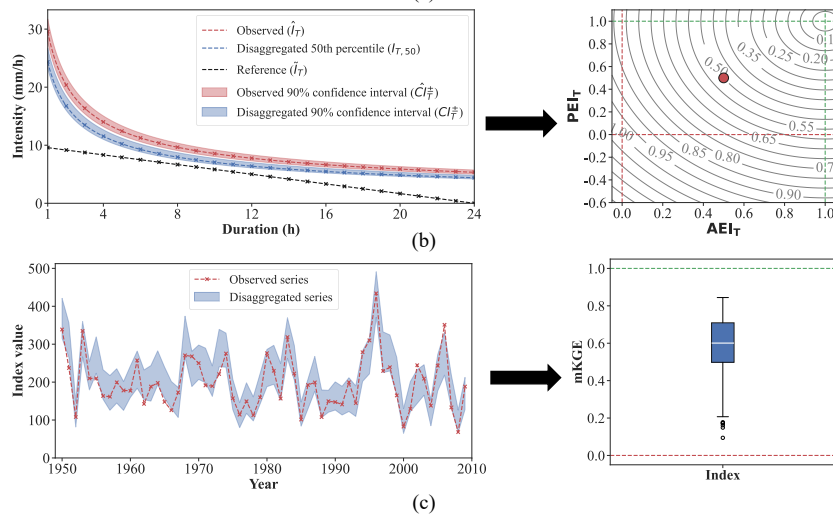 Observed (Î_T)
Disaggregated 50th percentile (I_T, 50)
Reference (Ĩ_T)
Observed 90% confidence interval (ĈI_T^±)
Disaggregated 90% confidence interval (CI_T^±)
Intensity (mm/h)
30
20
10
0
1 4 8 12 16 20 24
Duration (h)
PEI_T
1.0
0.8
0.6
0.4
0.2
0.0
-0.2
-0.4
-0.6
0.50
0.35
0.25
0.20
0.55
0.95
0.85
0.80
0.90
0.0 0.2 0.4 0.6 0.8 1.0
AEI_T
(b)
Observed series
Disaggregated series
Index value
500
400
300
200
100
0
1950 1960 1970 1980 1990 2000 2010
Year
mKGE
1.0
0.8
0.6
0.4
0.2
0.0
Index
(c)